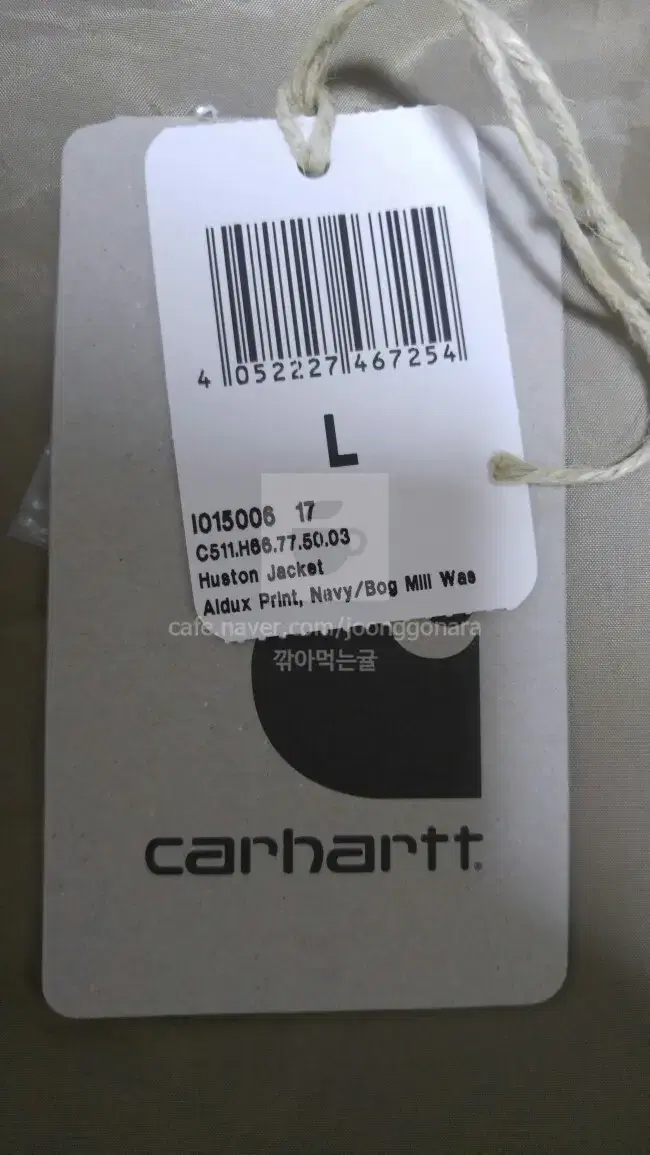 4 052227 467254
L
I015006 17
C511.H66.77.50.03
Huston Jacket
Aldux Print, Navy/Bog Mill Was
cafe.naver.com/joonggonara
깎아먹는귤
carhartt.